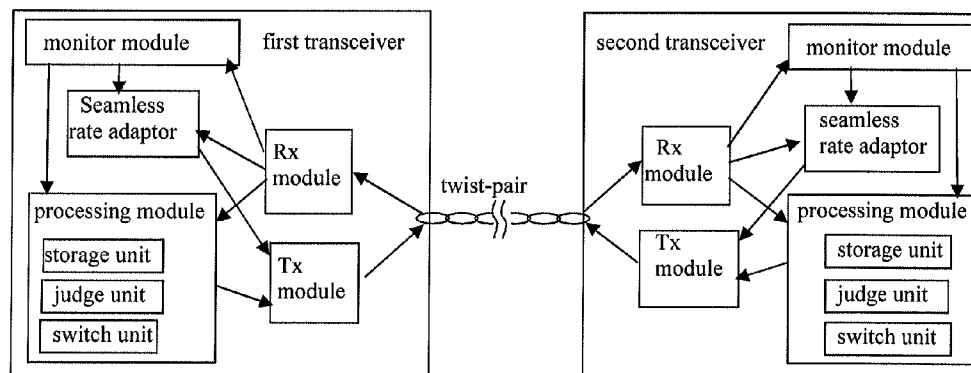 monitor module
first transceiver
Seamless
rate adaptor
Rx
module
processing module
storage unit
judge unit
switch unit
Tx
module
twist-pair
second transceiver
monitor module
seamless
rate adaptor
Rx
module
processing module
storage unit
judge unit
switch unit
Tx
module